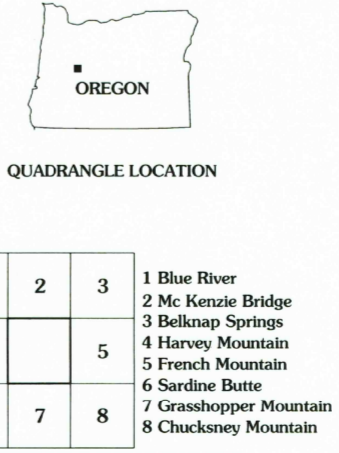 OREGON
QUADRANGLE LOCATION
2 3
5
7 8
1 Blue River
2 Mc Kenzie Bridge
3 Belknap Springs
4 Harvey Mountain
5 French Mountain
6 Sardine Butte
7 Grasshopper Mountain
8 Chucksney Mountain